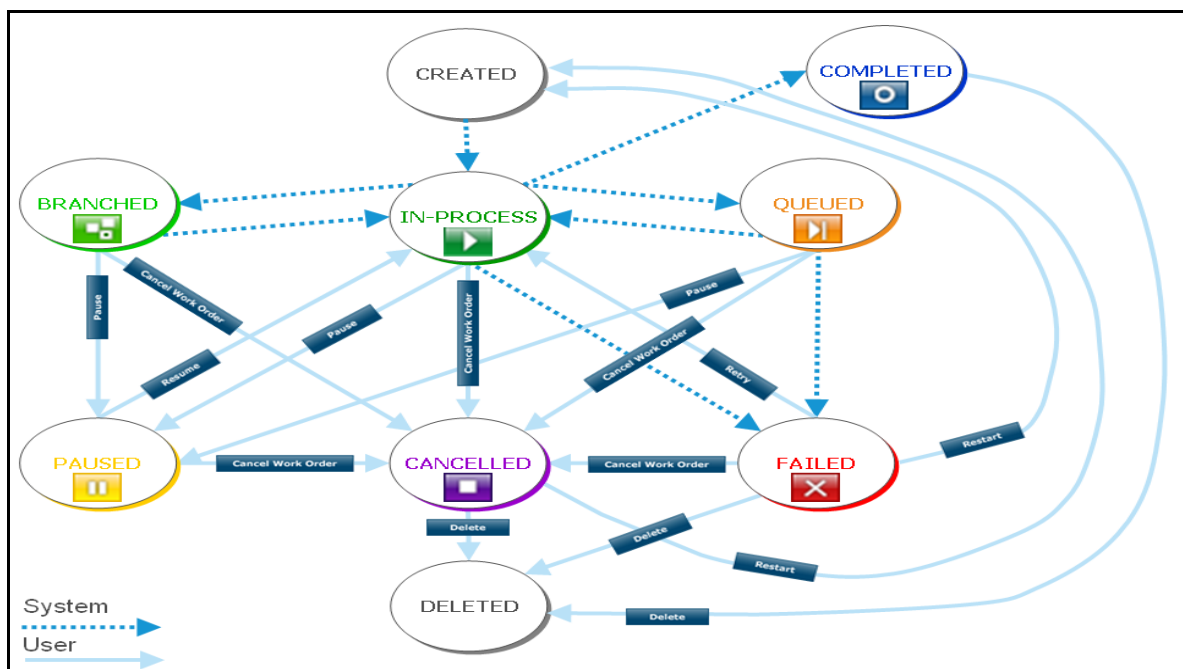 CREATED
COMPLETED
BRANCHED
IN-PROCESS
QUEUED
Cancel Work Order
Pause
Pause
Pause
Cancel Work Order
Cancel Work Order
Resume
Retry
Restart
PAUSED
Cancel Work Order
CANCELLED
Cancel Work Order
FAILED
Delete
Delete
Restart
DELETED
Delete
System
User